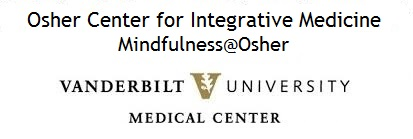 Osher Center for Integrative Medicine
Mindfulness@Osher
VANDERBILT V UNIVERSITY
MEDICAL CENTER